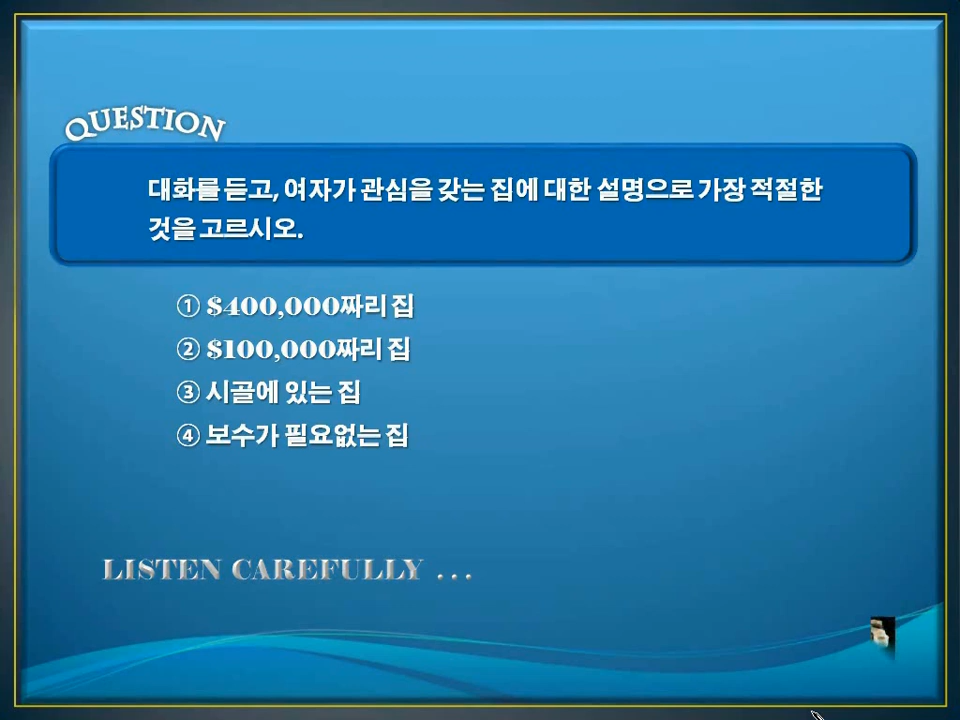 QUESTION
대화를 듣고, 여자가 관심을 갖는 집에 대한 설명으로 가장 적절한
것을 고르시오.
① $400,000짜리 집
② $100,000짜리 집
③ 시골에 있는 집
④ 보수가 필요없는 집
LISTEN CAREFULLY ...